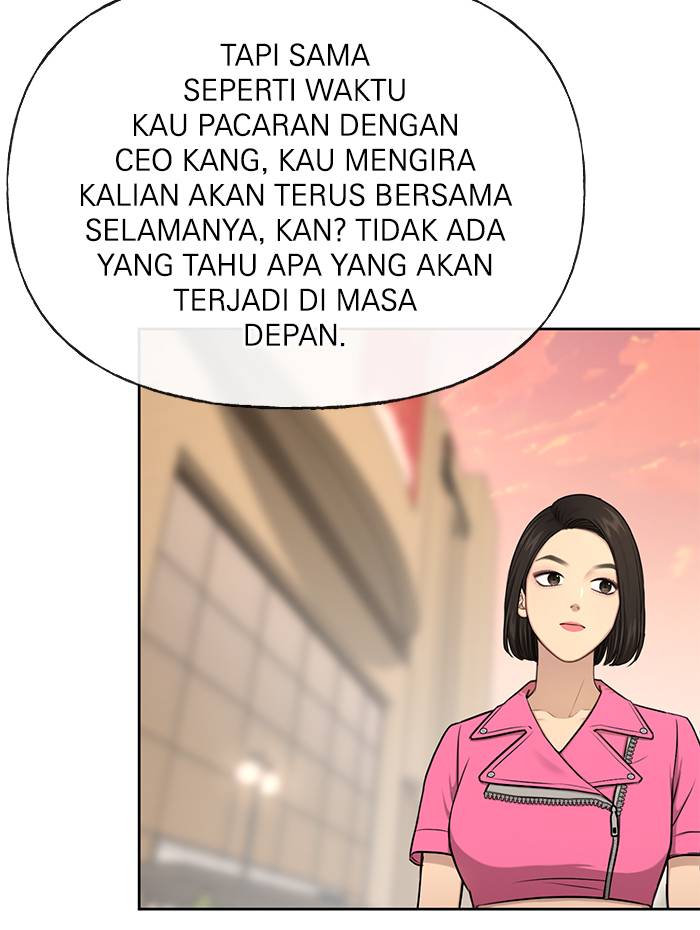 TAPI SAMA
SEPERTI WAKTU
KAU PACARAN DENGAN
CEO KANG, KAU MENGIRA
KALIAN AKAN TERUS BERSAMA
SELAMANYA, KAN? TIDAK ADA
YANG TAHU APA YANG AKAN
TERJADI DI MASA
DEPAN.